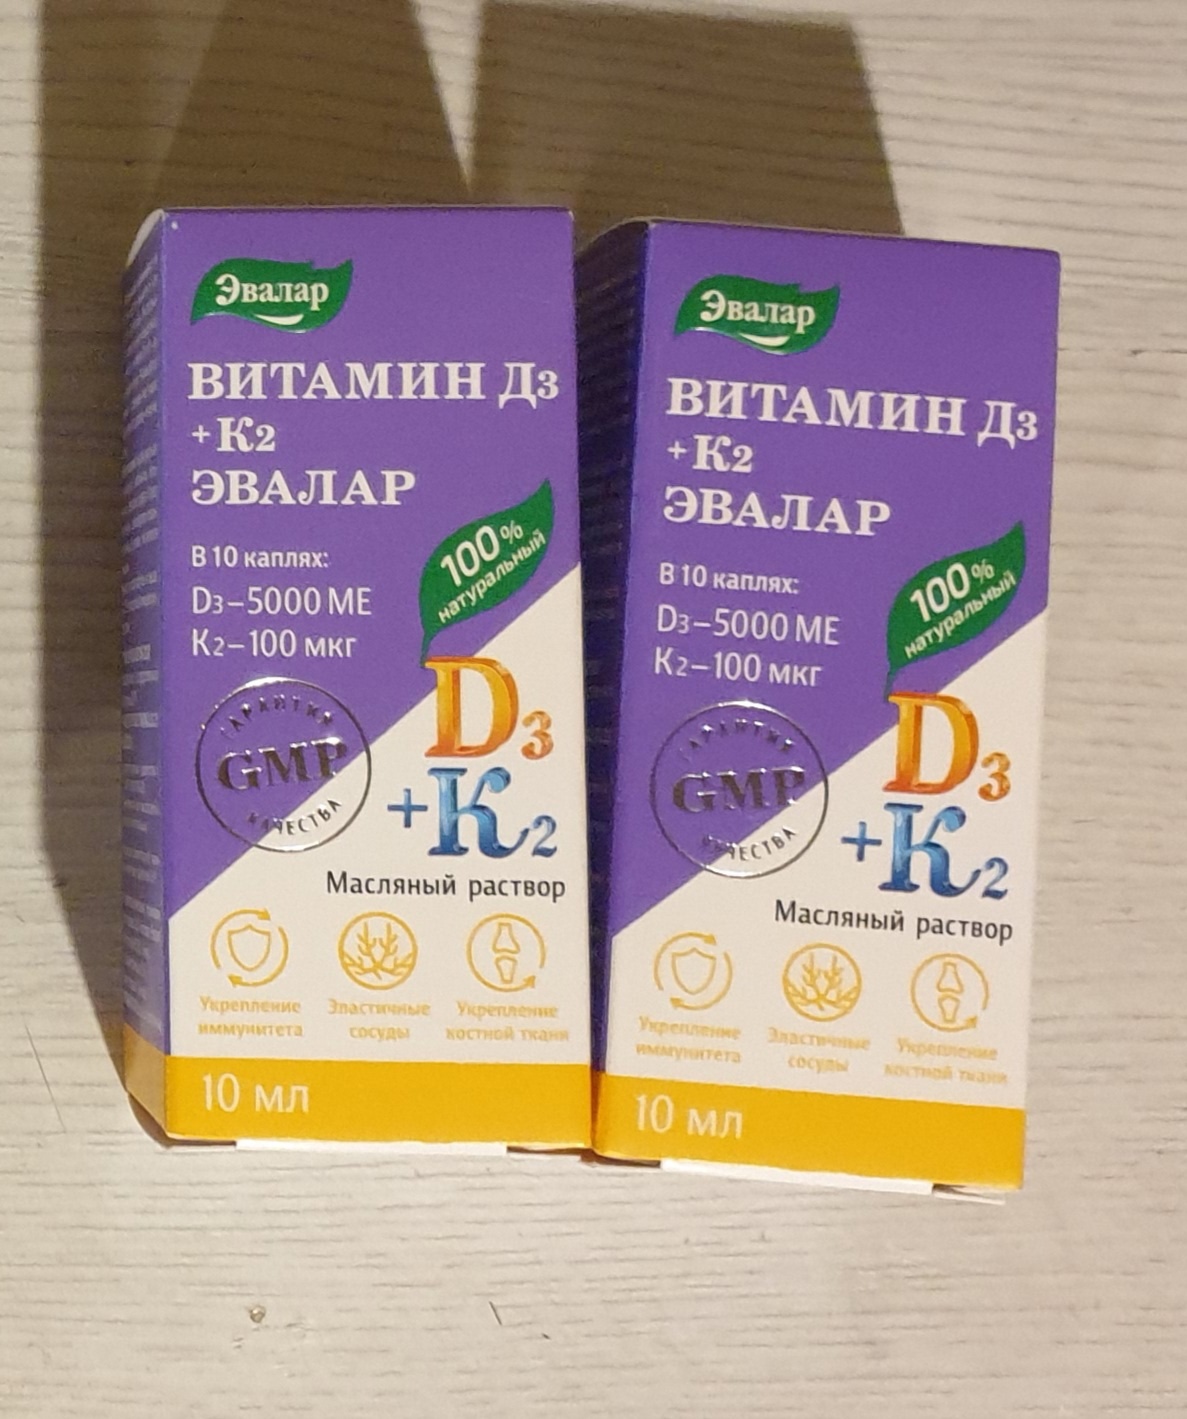 Эвалар
ВИТАМИН Д3
+К2
ЭВАЛАР
В 10 каплях:
D3–5000 МЕ
K2–100 мкг
100%
натуральный
ГАРАНТИЯ
GMP
КАЧЕСТВА
D3
+K2
Масляный раствор
Укрепление
иммунитета
Эластичные
сосуды
Укрепление
костной ткани
10 мл
Эвалар
ВИТАМИН Д3
+К2
ЭВАЛАР
В 10 каплях:
D3–5000 МЕ
K2–100 мкг
100%
натуральный
ГАРАНТИЯ
GMP
КАЧЕСТВА
D3
+K2
Масляный раствор
Укрепление
иммунитета
Эластичные
сосуды
Укрепление
костной ткани
10 мл